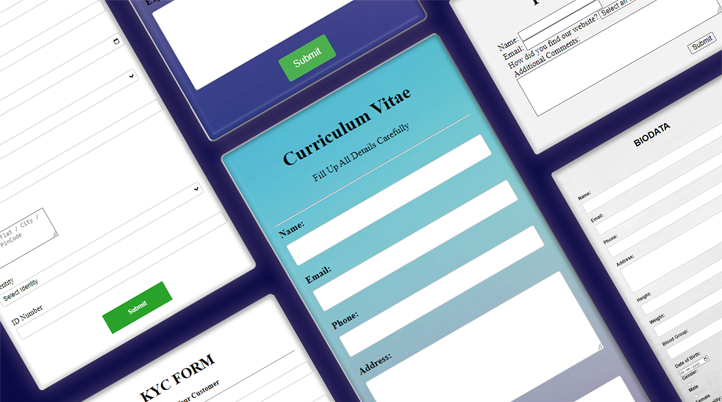 Flat / City /
PinCode
entity
Select Identity
ID Number
Submit
KYC FORM
Your Customer
Submit
Curriculum Vitae
Fill Up All Details Carefully
Name:
Email:
Phone:
Address:
Name:
Email:
How did you find our website? Select an
Additional Comments:
Submit
BIODATA
Name:
Email:
Phone:
Address:
Height:
Weight:
Blood Group:
Date of Birth:
Gender:
Male
Female